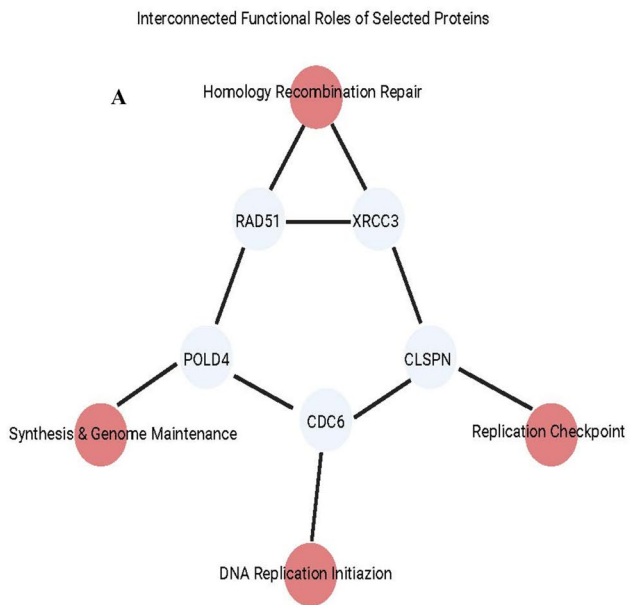 Interconnected Functional Roles of Selected Proteins
A
Homology Recombination Repair
RAD51
XRCC3
POLD4
CLSPN
CDC6
Synthesis & Genome Maintenance
Replication Checkpoint
DNA Replication Initiazion